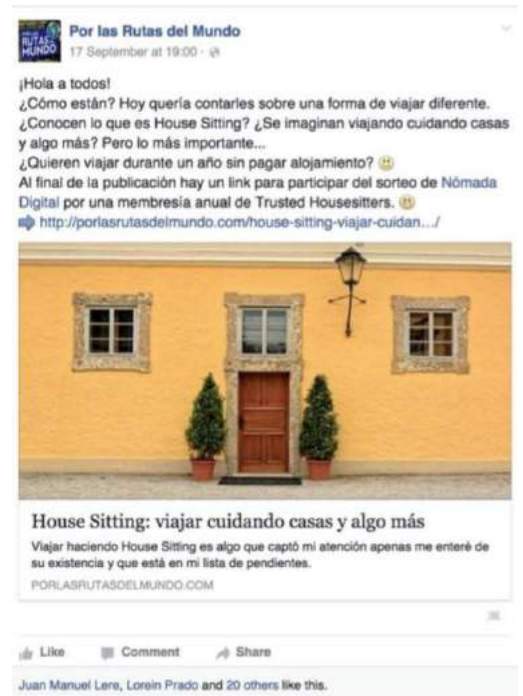 POR LAS
RUTAS DEL
MUNDO
Por las Rutas del Mundo
17 September at 19:00 ·
¡Hola a todos!
¿Cómo están? Hoy quería contarles sobre una forma de viajar diferente.
¿Conocen lo que es House Sitting? ¿Se imaginan viajando cuidando casas
y algo más? Pero lo más importante...
¿Quieren viajar durante un año sin pagar alojamiento? 🙂
Al final de la publicación hay un link para participar del sorteo de Nómada
Digital por una membresía anual de Trusted Housesitters. 🙂
➡ http://porlasrutasdelmundo.com/house-sitting-viajar-cuidan.../
House Sitting: viajar cuidando casas y algo más
Viajar haciendo House Sitting es algo que captó mi atención apenas me enteré de
su existencia y que está en mi lista de pendientes.
PORLASRUTASDELMUNDO.COM
Like Comment Share
Juan Manuel Lere, Lorein Prado and 20 others like this.